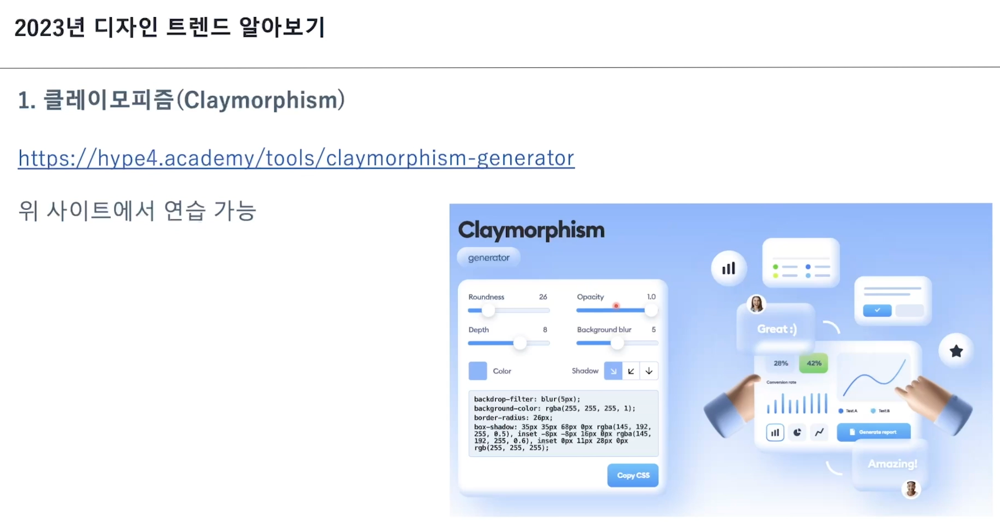 2023년 디자인 트렌드 알아보기
1. 클레이모피즘(Claymorphism)
https://hype4.academy/tools/claymorphism-generator
위 사이트에서 연습 가능
Claymorphism
generator
Roundness 26
Opacity 1.0
Depth 8
Background blur 5
Color
Shadow
backdrop-filter: blur(5px);
background-color: rgba(255, 255, 255, 1);
border-radius: 26px;
box-shadow: 35px 35px 68px 0px rgba(145, 192,
255, 0.5), inset -8px -8px 16px 0px rgba(145,
192, 255, 0.6), inset 0px 11px 28px 0px
rgb(255, 255, 255);
Copy CSS
Great :)
28% 42%
Conversion rate
Test A Test B
Generate report
Amazing!